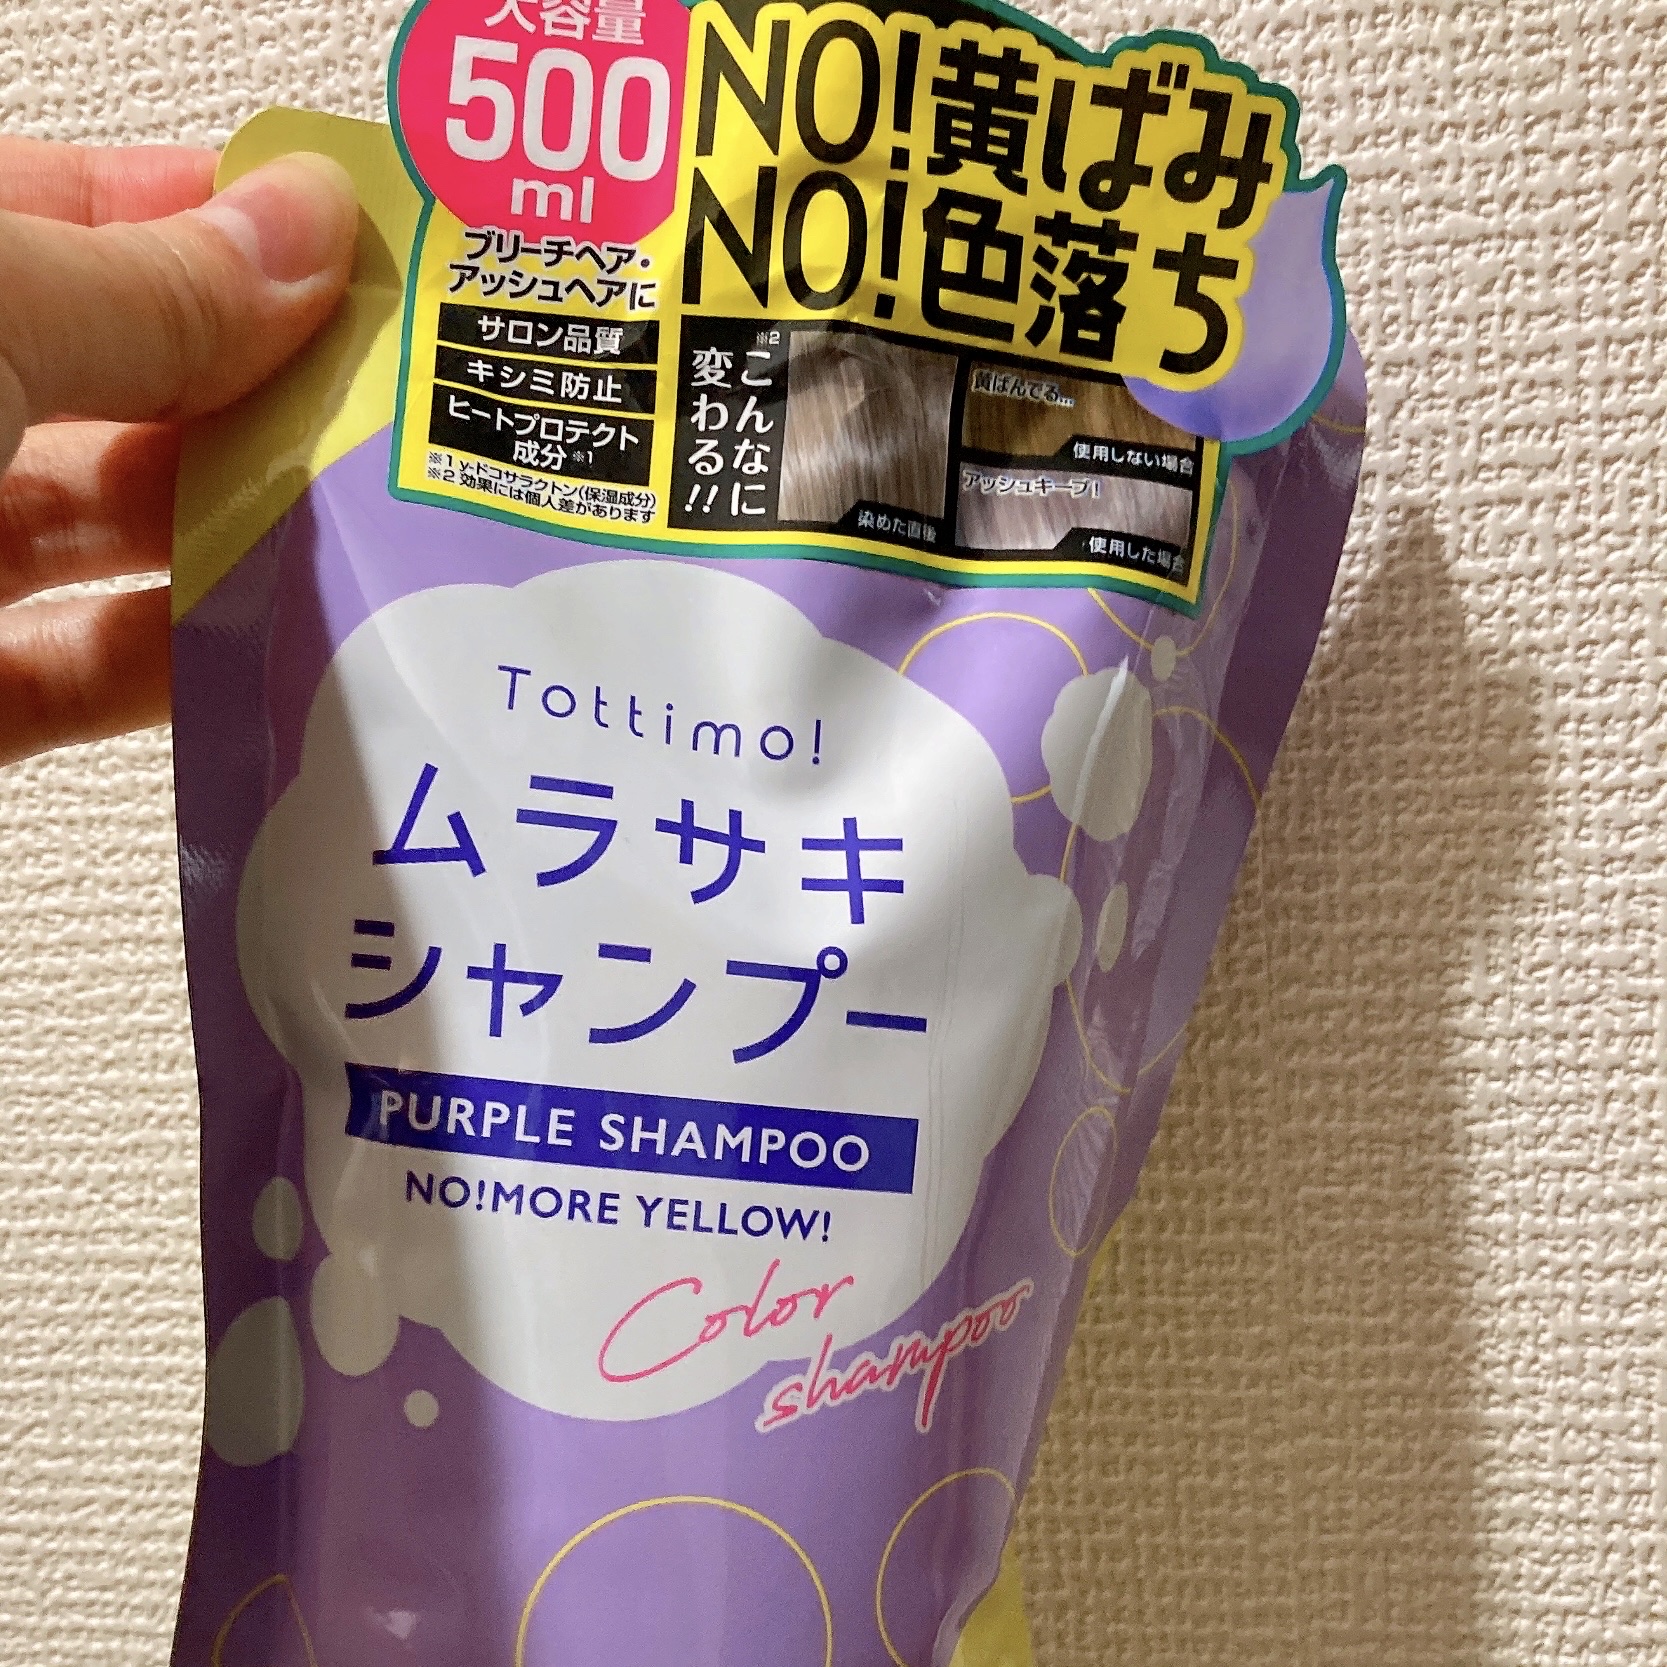 大容量
500
ml
NO!黄ばみ
NO!色落ち
ブリーチヘア・
アッシュヘアに
サロン品質
キシミ防止
ヒートプロテクト
成分※1
※1 γ-ドコサラクトン(保湿成分)
※2 効果には個人差があります
※2
こんなに
変わる!!
染めた直後
黄ばんでる...
使用しない場合
アッシュキープ!
使用した場合
Tottimo!
ムラサキ
シャンプー
PURPLE SHAMPOO
NO!MORE YELLOW!
Color
shampoo